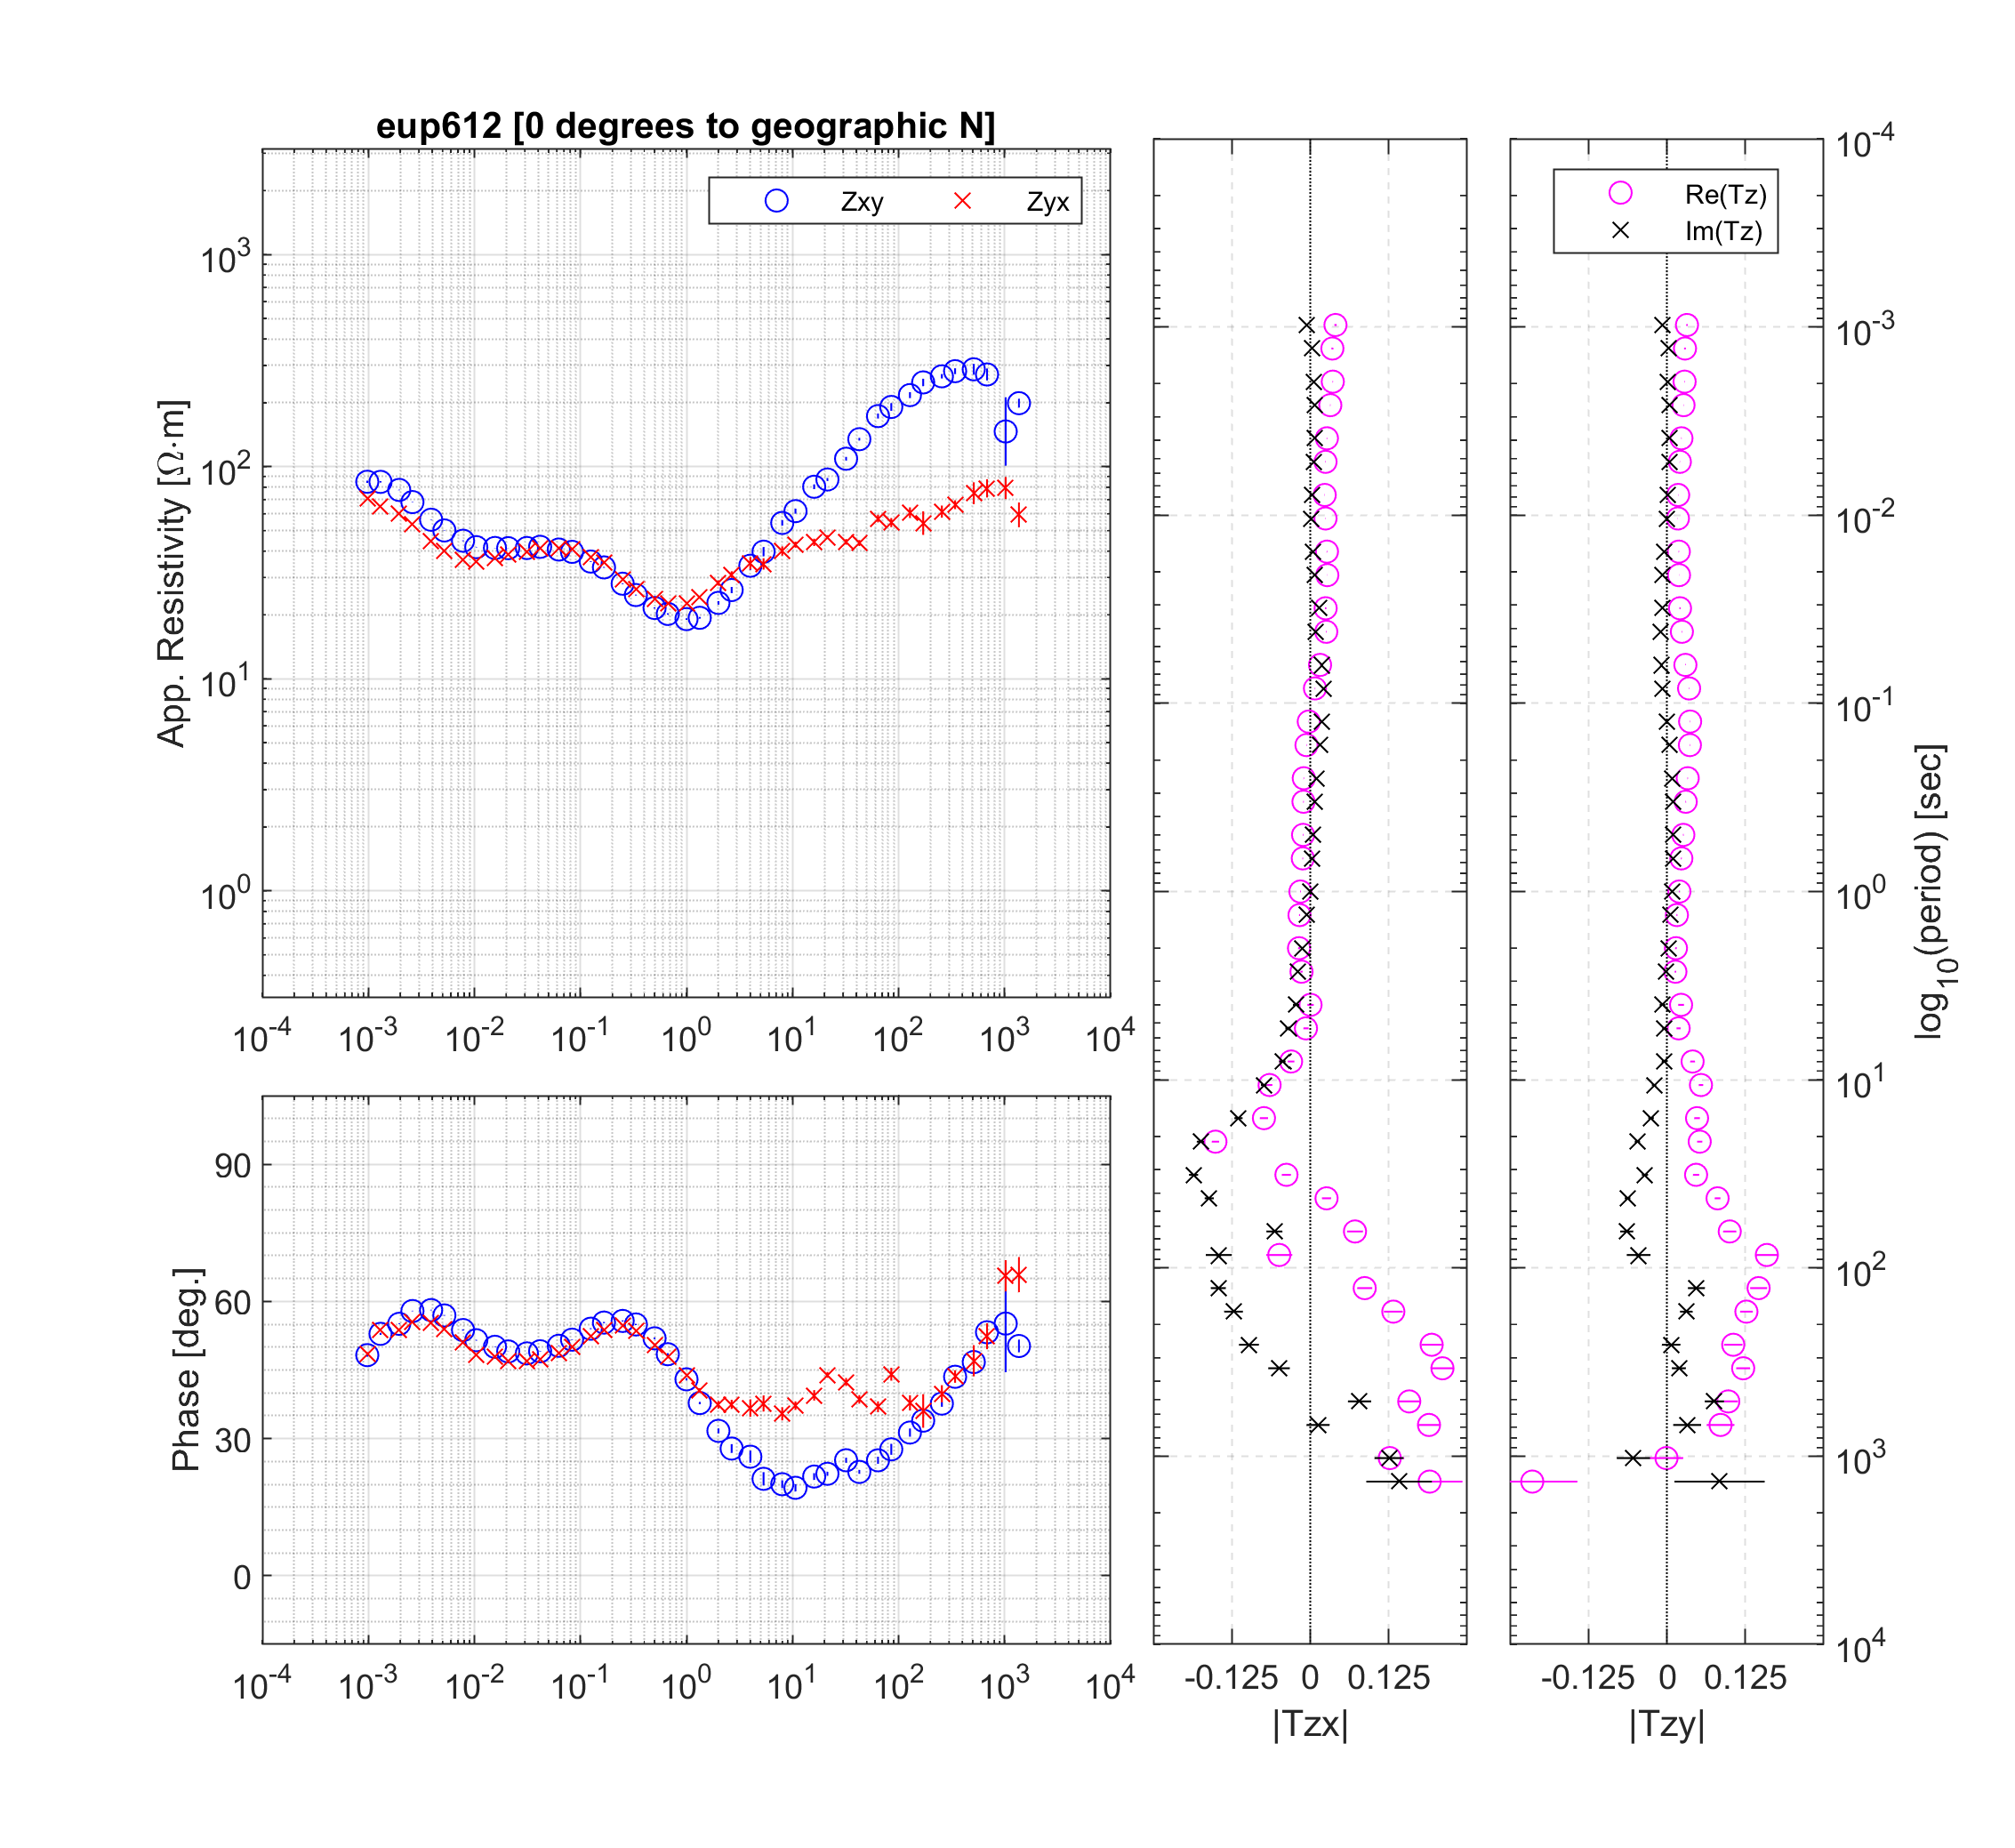 eup612 [0 degrees to geographic N]
Zxy Zyx
App. Resistivity [Ω·m]
10^3
10^2
10^1
10^0
10^-4 10^-3 10^-2 10^-1 10^0 10^1 10^2 10^3 10^4
Phase [deg.]
90
60
30
0
10^-4 10^-3 10^-2 10^-1 10^0 10^1 10^2 10^3 10^4
-0.125 0 0.125
|Tzx|
Re(Tz)
Im(Tz)
-0.125 0 0.125
|Tzy|
10^-4
10^-3
10^-2
10^-1
10^0
10^1
10^2
10^3
10^4
log10(period) [sec]